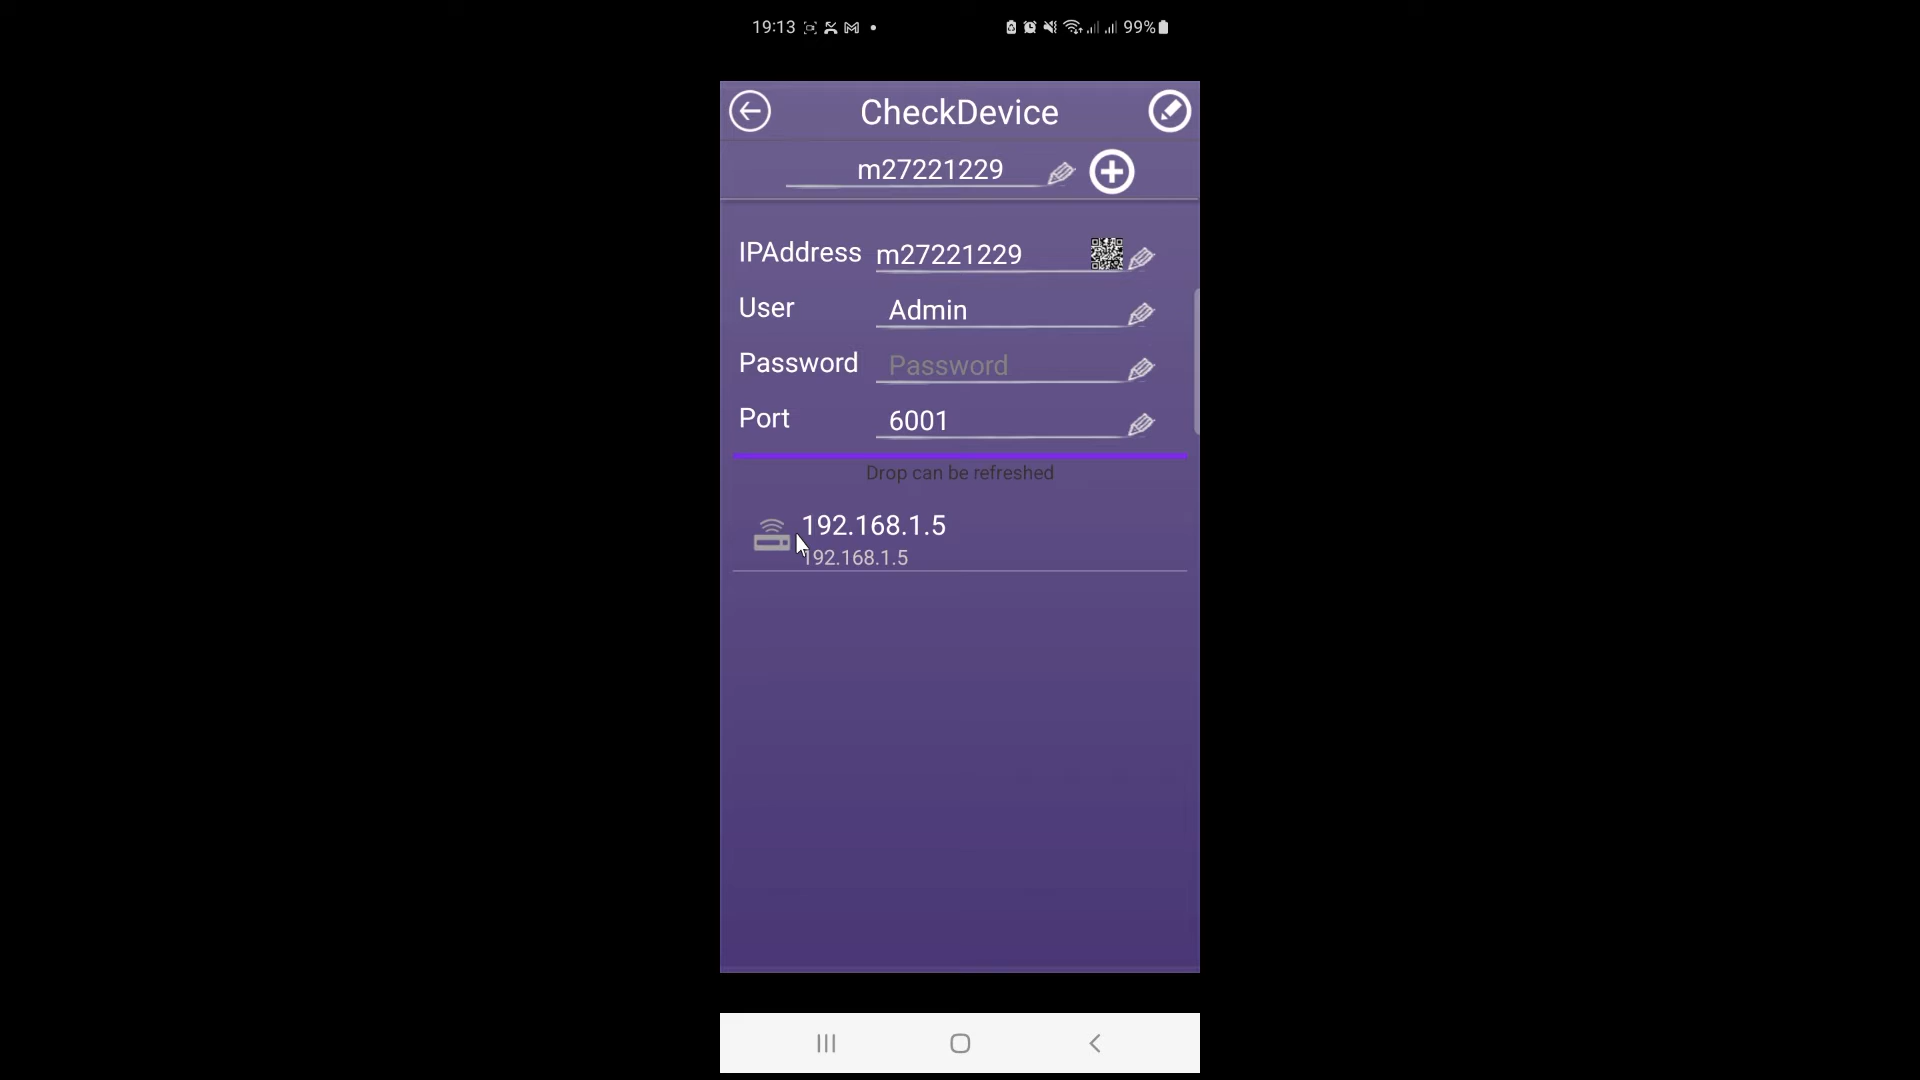 19:13 99%
CheckDevice
m27221229
IPAddress m27221229
User Admin
Password Password
Port 6001
Drop can be refreshed
192.168.1.5
192.168.1.5